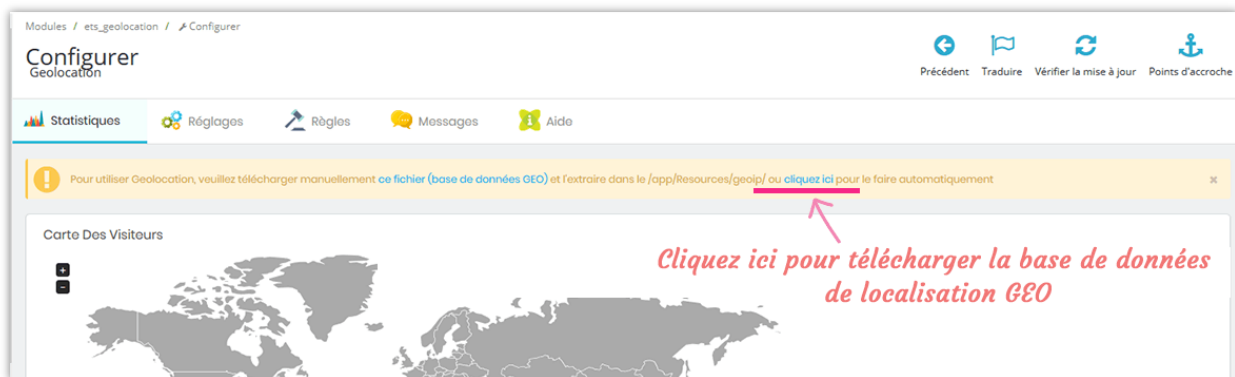 Modules / ets_geolocation / Configurer
Configurer
Geolocation
Précédent
Traduire
Vérifier la mise à jour
Points d'accroche
Statistiques
Réglages
Règles
Messages
Aide
Pour utiliser Geolocation, veuillez télécharger manuellement ce fichier (base de données GEO) et l'extraire dans le /app/Resources/geoip/ ou cliquez ici pour le faire automatiquement
Carte Des Visiteurs
Cliquez ici pour télécharger la base de données
de localisation GEO